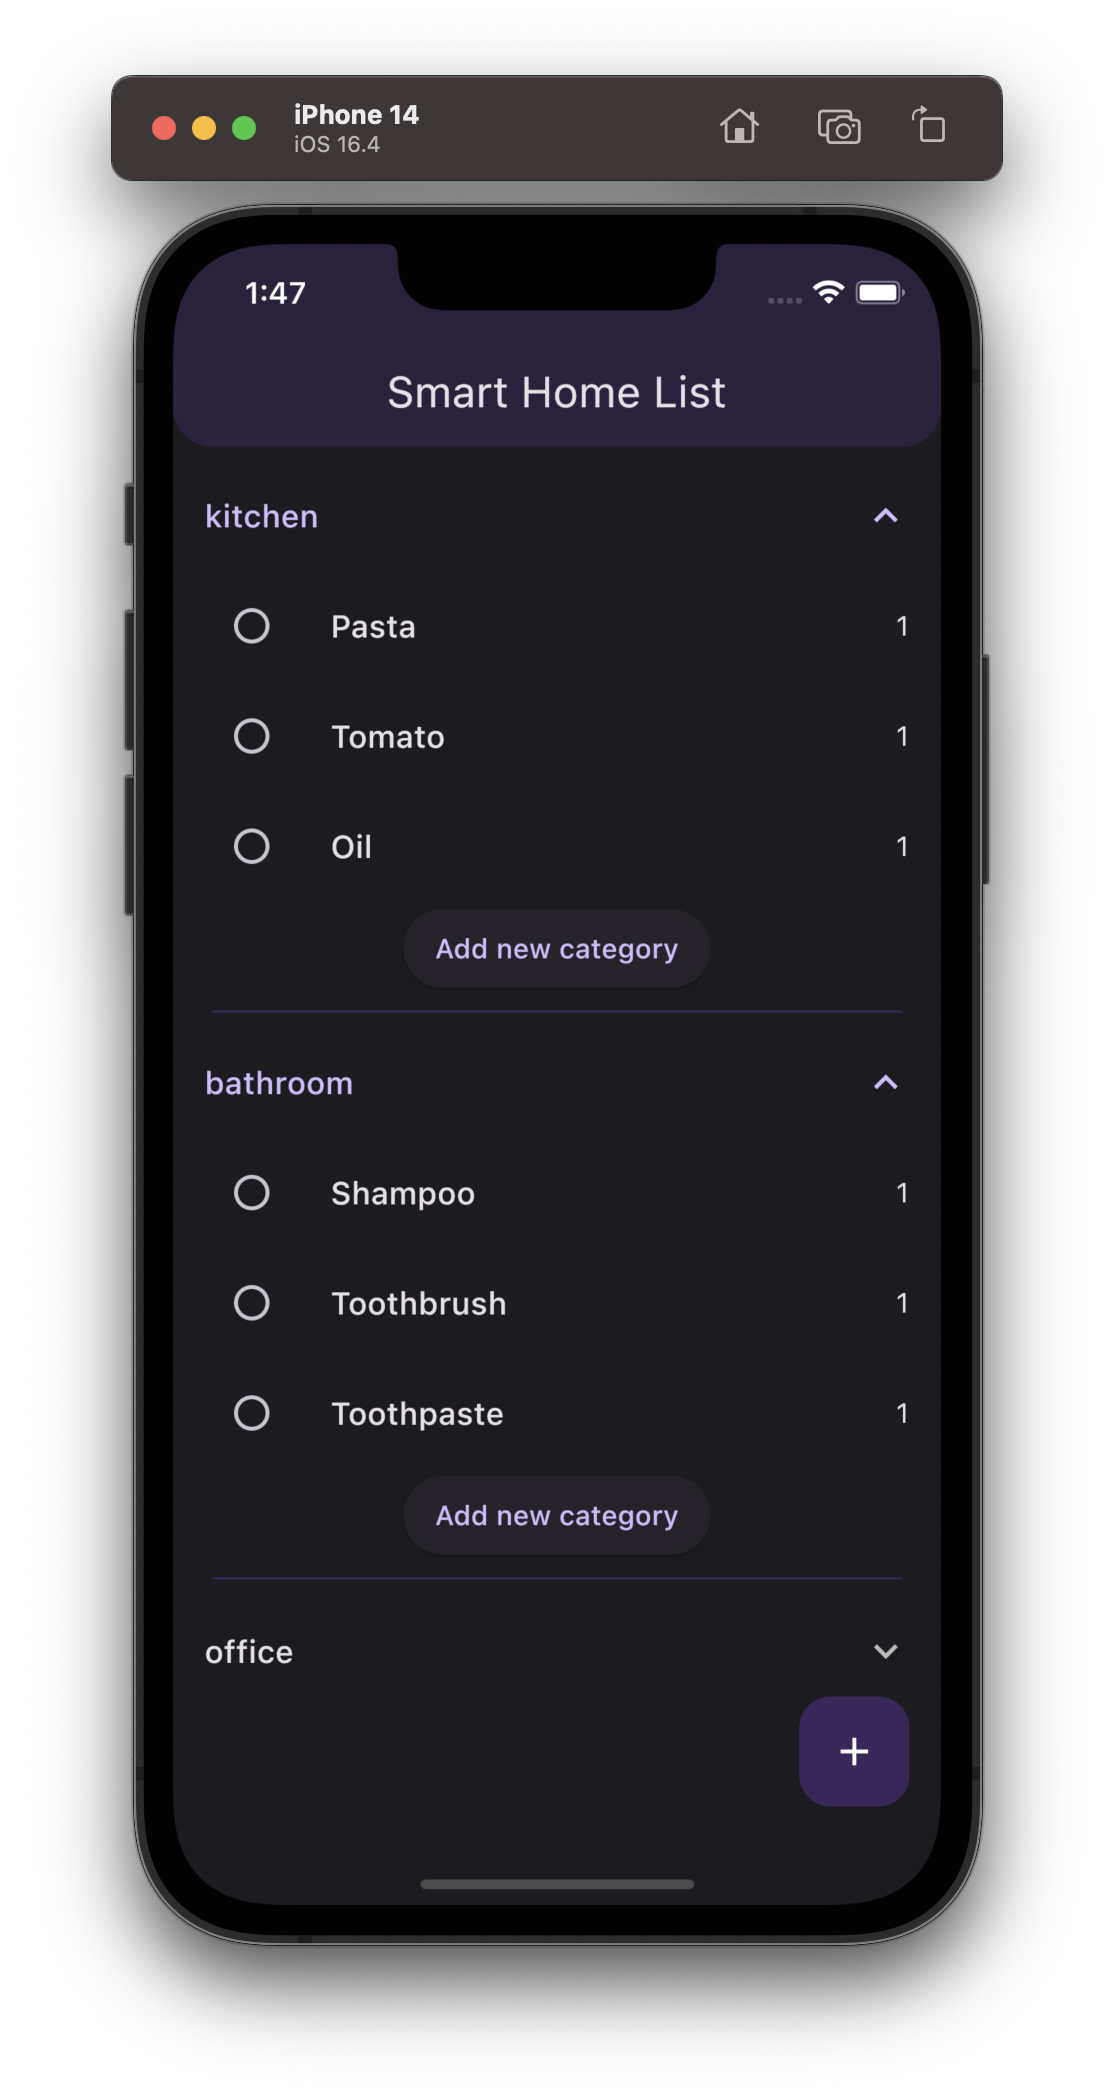 iPhone 14
iOS 16.4
1:47
Smart Home List
kitchen
Pasta 1
Tomato 1
Oil 1
Add new category
bathroom
Shampoo 1
Toothbrush 1
Toothpaste 1
Add new category
office
+